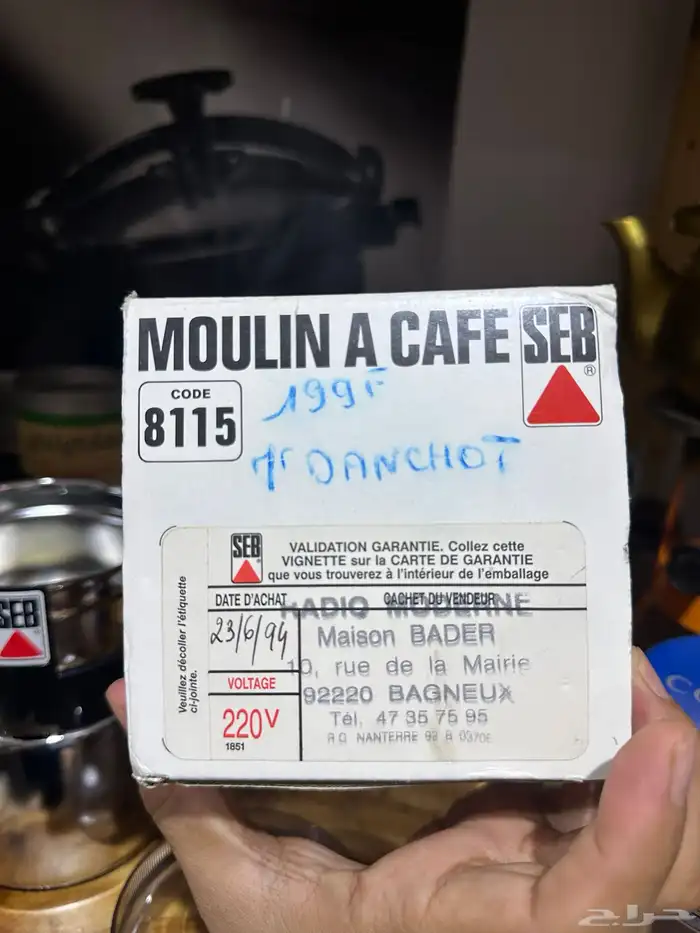 MOULIN A CAFE SEB
®
CODE
8115
199F
Mr DANCHOT
SEB
VALIDATION GARANTIE. Collez cette
VIGNETTE sur la CARTE DE GARANTIE
que vous trouverez à l'intérieur de l'emballage
Veuillez décoller l'étiquette
ci-jointe.
DATE D'ACHAT
CACHET DU VENDEUR
RADIO MODERNE
23/6/94
Maison BADER
10, rue de la Mairie
92220 BAGNEUX
Tél. 47 35 75 95
NANTERRE
VOLTAGE
220V
1851
SEB
حراج